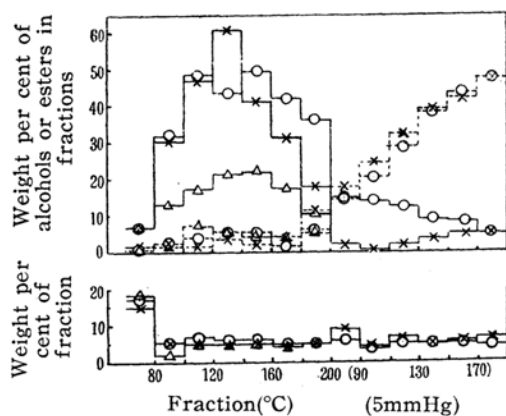 Weight per cent of
alcohols or esters in
fractions
60
50
40
30
20
10
0
Weight per
cent of
fraction
20
10
0
80 120 160 200 (90 130 170)
Fraction(°C) (5mmHg)